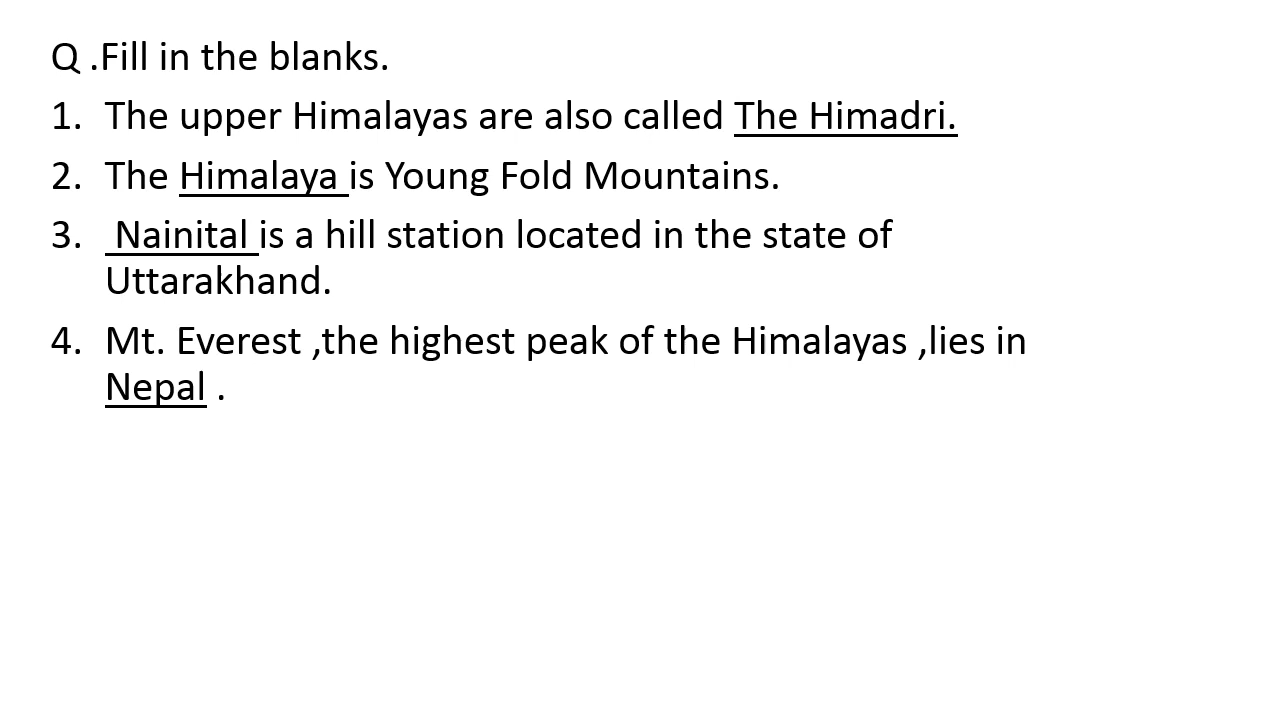 Q .Fill in the blanks.
1. The upper Himalayas are also called The Himadri.
2. The Himalaya is Young Fold Mountains.
3. Nainital is a hill station located in the state of
Uttarakhand.
4. Mt. Everest ,the highest peak of the Himalayas ,lies in
Nepal .